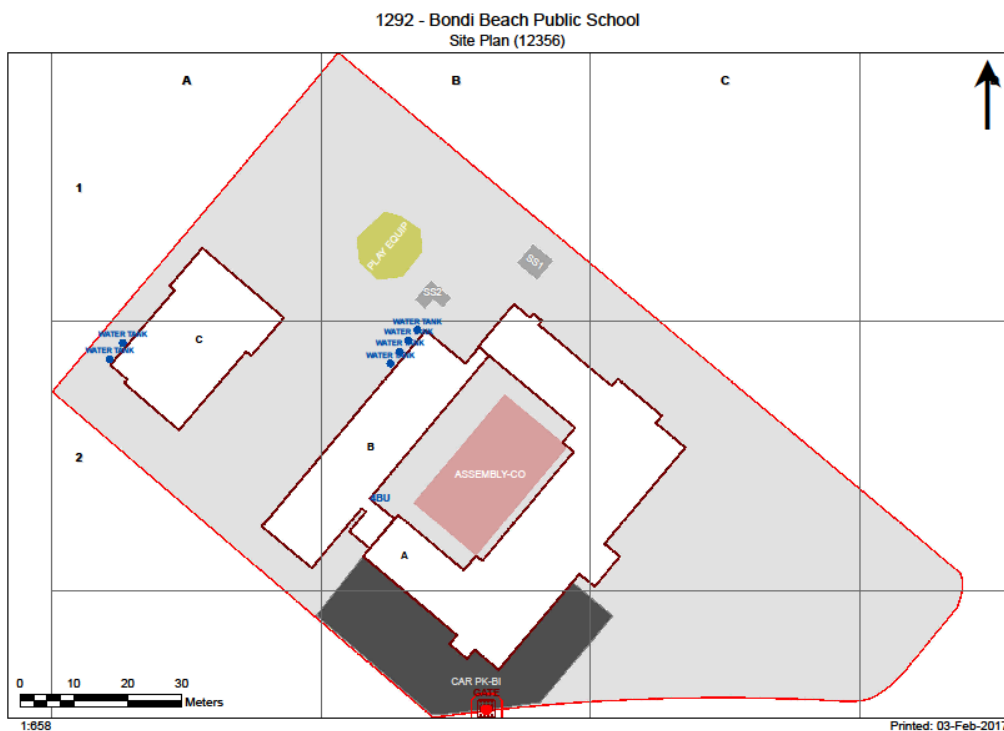 1292 - Bondi Beach Public School
Site Plan (12356)
A
B
C
1
PLAY EQUIP
SS1
SS2
WATER TANK
WATER TANK
WATER TANK
WATER TANK
WATER TANK
WATER TANK
C
2
B
ASSEMBLY-CO
A
CAR PK-BI
GATE
0 10 20 30
Meters
1:658
Printed: 03-Feb-2017